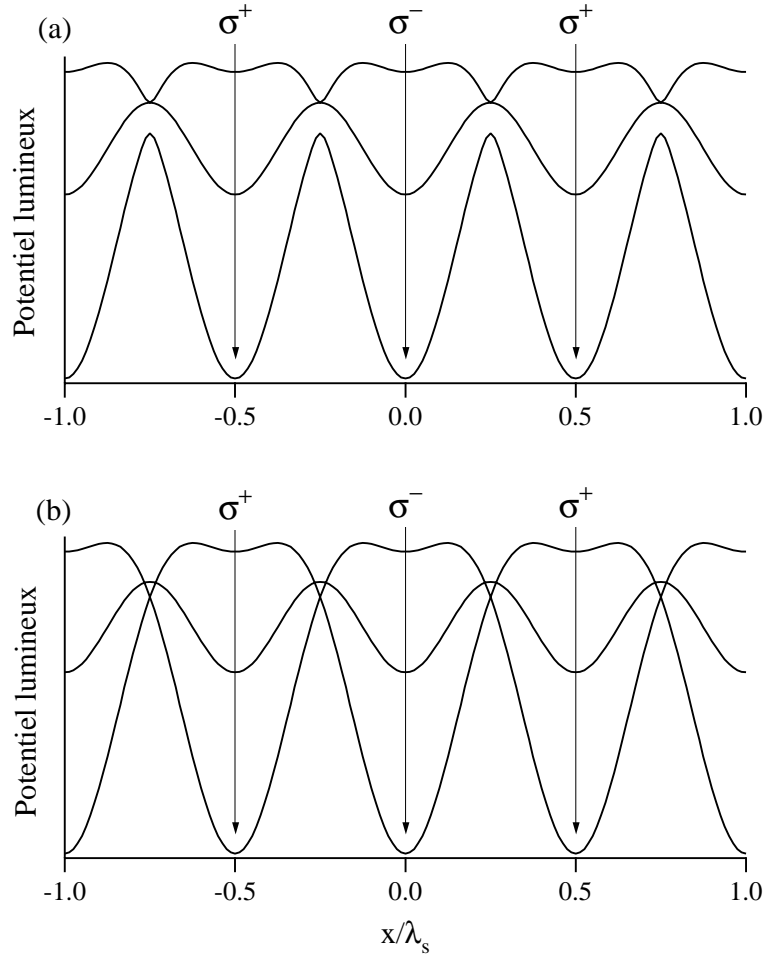 (a)
σ⁺ σ⁻ σ⁺
Potentiel lumineux
-1.0 -0.5 0.0 0.5 1.0
(b)
σ⁺ σ⁻ σ⁺
Potentiel lumineux
-1.0 -0.5 0.0 0.5 1.0
x/λₛ